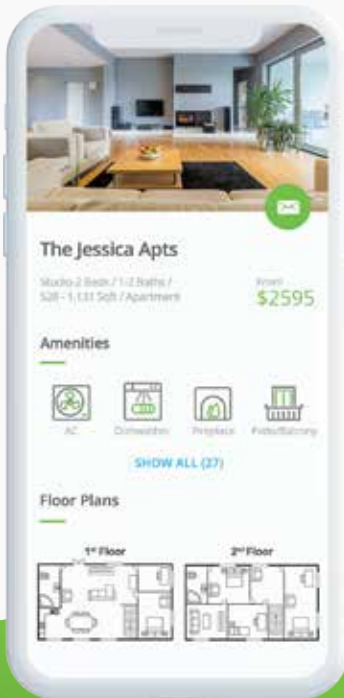 The Jessica Apts
Studio-2 Beds / 1-2 Baths /
528 - 1,131 Sqft / Apartment
From
$2595
Amenities
AC
Dishwasher
Fireplace
Patio/Balcony
SHOW ALL (27)
Floor Plans
1st Floor
2nd Floor